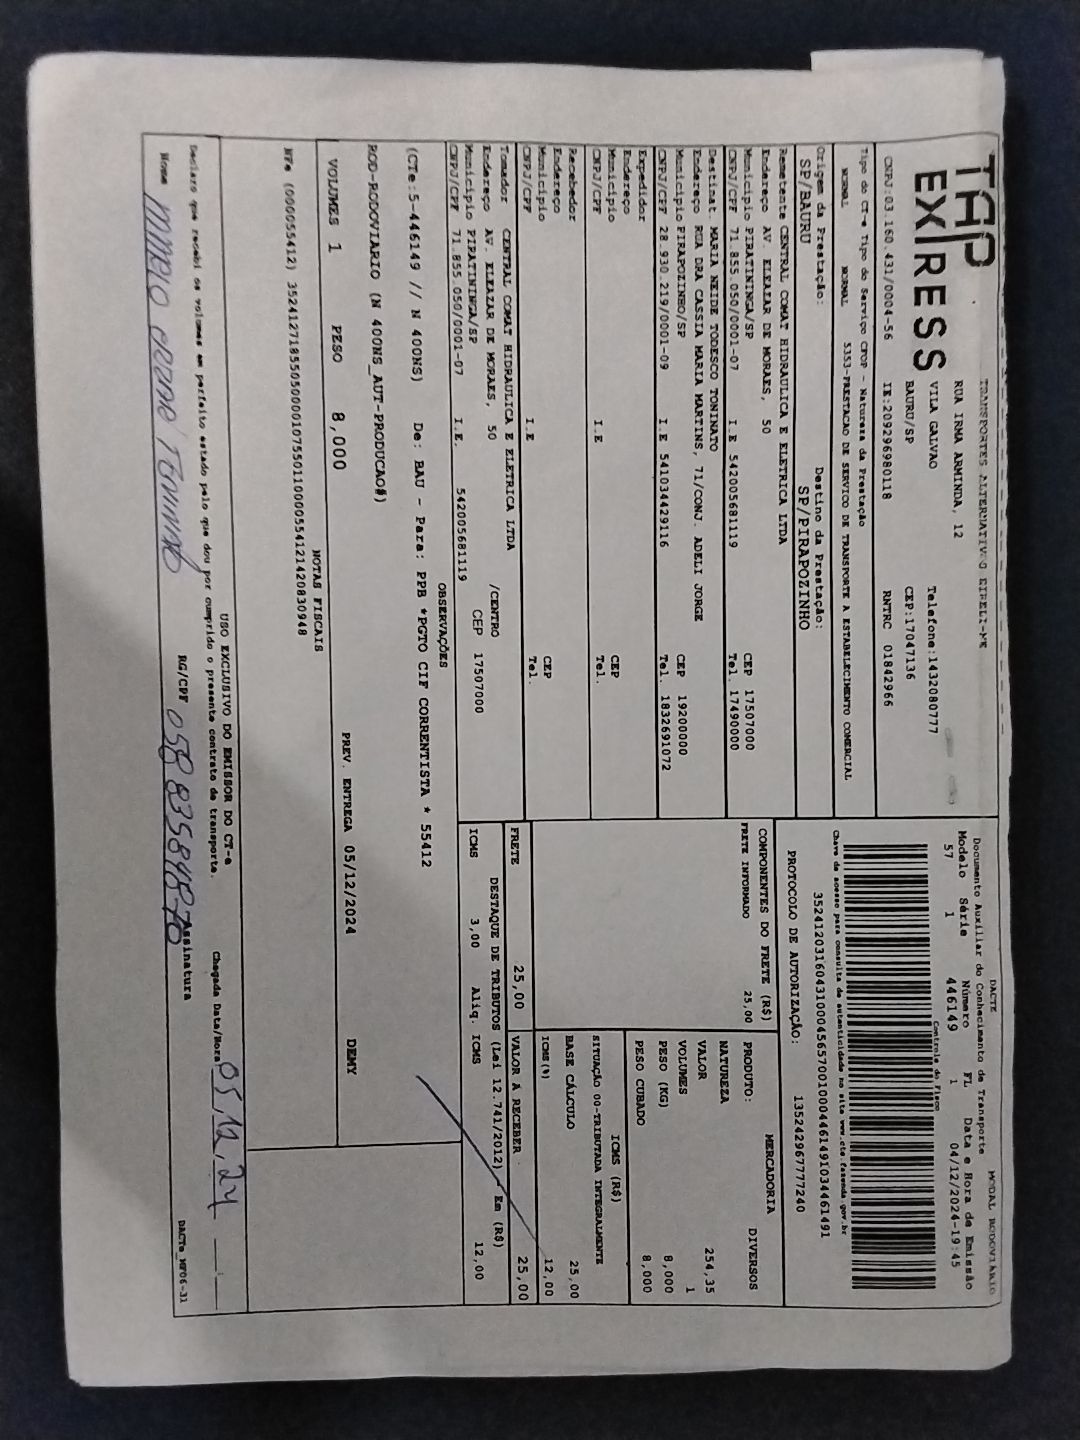 TAP
EXPRESS
TRANSPORTES ALTERNATIVO EIRELI-ME
RUA IRMA ARMINDA, 12 Telefone:1432080777
VILA GALVAO CEP:17047136
BAURU/SP
CNPJ:03.160.431/0004-56 IE:209296980118 RNTRC 01842966
Tipo do CT-e Tipo do Serviço CFOP - Natureza da Prestação
NORMAL NORMAL 5353-PRESTACAO DE SERVICO DE TRANSPORTE A ESTABELECIMENTO COMERCIAL
Origem da Prestação: Destino da Prestação:
SP/BAURU SP/PIRAPOZINHO
Remetente CENTRAL COMAT HIDRAULICA E ELETRICA LTDA
Endereço AV. ELEAZAR DE MORAES, 50
Município PIRATININGA/SP CEP 17507000
CNPJ/CPF 71.855.050/0001-07 I.E 542005681119 Tel. 17490000
Destinat. MARIA NEIDE TODESCO TONINATO
Endereço RUA DRA CASSIA MARIA MARTINS, 71/CONJ. ADELI JORGE
Município PIRAPOZINHO/SP CEP 19200000
CNPJ/CPF 28.930.219/0001-09 I.E 541034429116 Tel. 1832691072
Expedidor
Endereço
Município CEP
CNPJ/CPF I.E Tel.
Recebedor
Endereço
Município CEP
CNPJ/CPF I.E Tel.
Tomador CENTRAL COMAT HIDRAULICA E ELETRICA LTDA
Endereço AV. ELEAZAR DE MORAES, 50 /CENTRO
Município PIRATININGA/SP CEP 17507000
CNPJ/CPF 71.855.050/0001-07 I.E. 542005681119
DACTE MODAL RODOVIÁRIO
Documento Auxiliar do Conhecimento de Transporte
Modelo Série Número FL Data e Hora de Emissão
57 1 446149 1 04/12/2024-19:45
Controle do Fisco
Chave de acesso para consulta de autenticidade no site www.cte.fazenda.gov.br
35241203160431000456570010004461491034461491
PROTOCOLO DE AUTORIZAÇÃO: 135242967777240
COMPONENTES DO FRETE (R$)
FRETE INFORMADO 25,00
MERCADORIA
PRODUTO: DIVERSOS
NATUREZA
VALOR 254,35
VOLUMES 1
PESO (KG) 8,000
PESO CUBADO 8,000
ICMS (R$)
SITUAÇÃO 00-TRIBUTADA INTEGRALMENTE
BASE CÁLCULO 25,00
ICMS(%) 12,00
FRETE 25,00 VALOR A RECEBER 25,00
DESTAQUE DE TRIBUTOS (Lei 12.741/2012) - Em (R$)
ICMS 3,00 Aliq. ICMS 12,00
OBSERVAÇÕES
(CTe:5-446149 // N 400NS) De: BAU - Para: PPB *PGTO CIF CORRENTISTA * 55412
RODO-RODOVIARIO (N 400NS_AUT-PRODUCAO#)
VOLUMES 1 PESO 8,000 PREV. ENTREGA 05/12/2024 DEMY
NOTAS FISCAIS
NFe (000055412) 35241271855050000107550110000554121420830948
USO EXCLUSIVO DO EMISSOR DO CT-e
Declaro que recebi os volumes em perfeito estado pelo que dou por cumprido o presente contrato de transporte. Chegada Data/Hora 05,12,24
Nome RG/CPF 058835848-70 Assinatura
DACTe_MF06-31